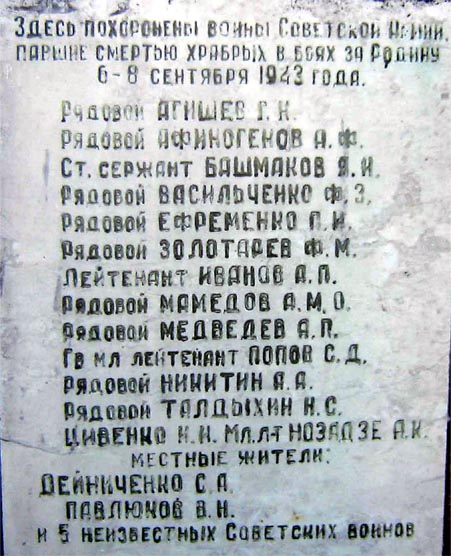 Здесь похоронены воины Советской Армии,
павшие смертью храбрых в боях за Родину
6-8 сентября 1943 года.
Рядовой Агишев Г. Н.
Рядовой Афиногенов А. Ф.
Ст. сержант Башмаков Я. И.
Рядовой Васильченко Ф. З.
Рядовой Ефременко П. И.
Рядовой Золотарев Ф. М.
Лейтенант Иванов А. П.
Рядовой Мамедов А. М. О.
Рядовой Медведев А. П.
Гв мл лейтенант Попов С. Д.
Рядовой Никитин А. А.
Рядовой Талдыхин Н. С.
Цивенко Н. И. Мл. л-т Нозадзе А. К.
местные жители:
Дейниченко С. А.
Павлюков В. Н.
и 5 неизвестных Советских воинов